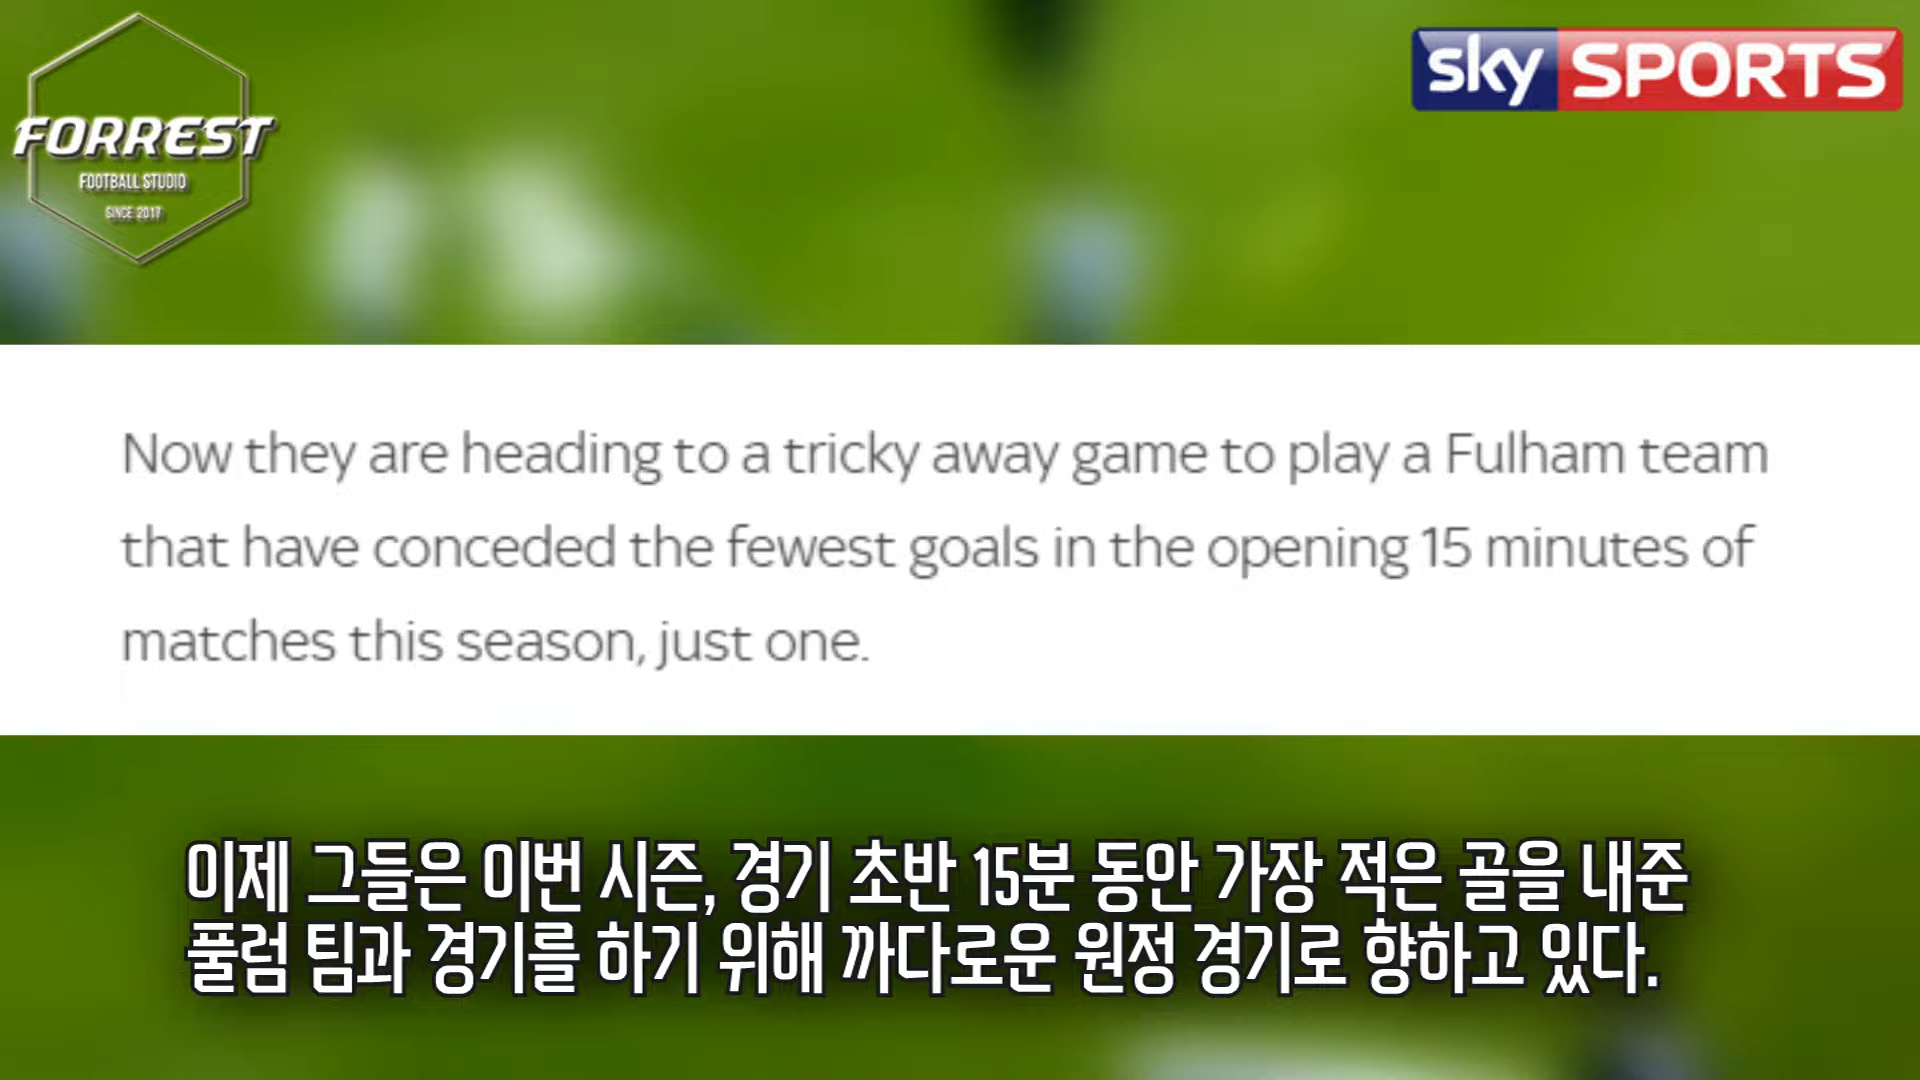 FORREST
FOOTBALL STUDIO
SINCE 2017
sky SPORTS
Now they are heading to a tricky away game to play a Fulham team
that have conceded the fewest goals in the opening 15 minutes of
matches this season, just one.
이제 그들은 이번 시즌, 경기 초반 15분 동안 가장 적은 골을 내준
풀럼 팀과 경기를 하기 위해 까다로운 원정 경기로 향하고 있다.